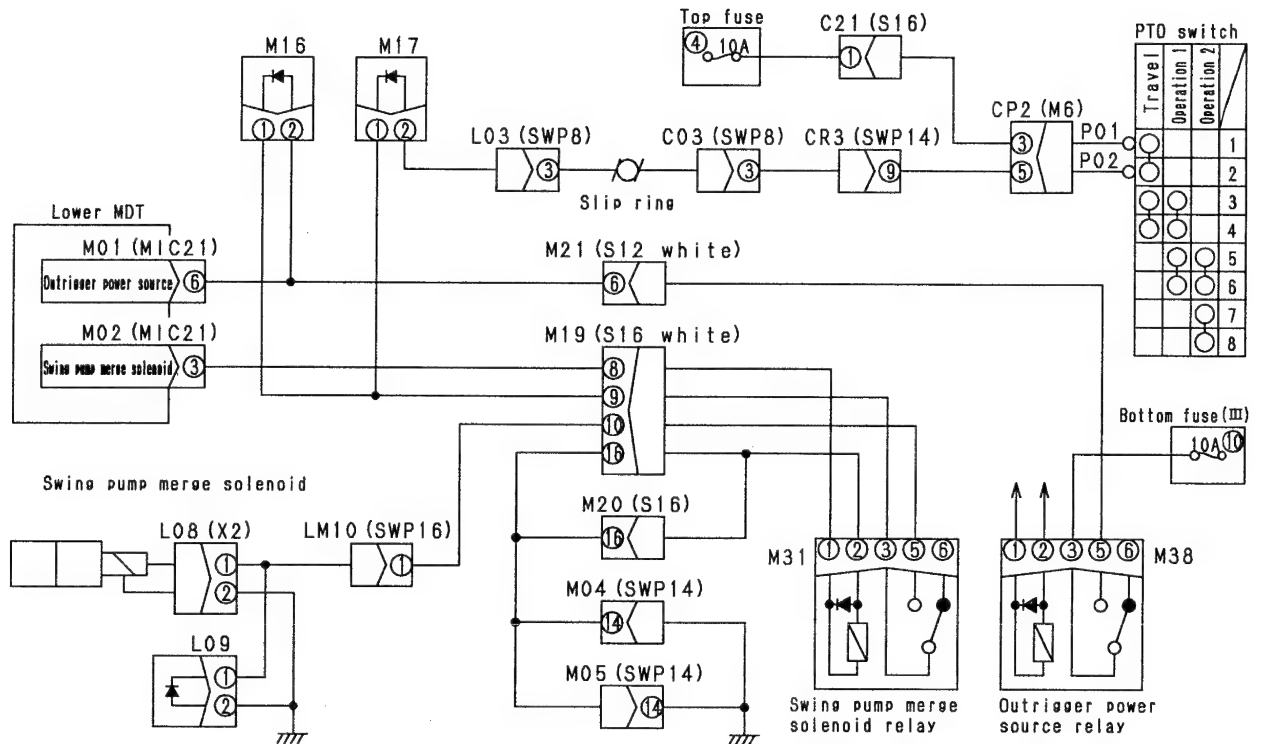 Top fuse
④ 10A
C21(S16)
①
PTO switch
Travel
Operation 1
Operation 2
1
2
3
4
5
6
7
8
M16
① ②
M17
① ②
L03(SWP8)
③
Slip ring
C03(SWP8)
③
CR3(SWP14)
⑨
CP2(M6)
③
⑤
P01
P02
Lower MDT
M01(MIC21)
Outrigger power source ⑥
M02(MIC21)
Swing pump merge solenoid ③
M21(S12 white)
⑥
M19(S16 white)
⑧
⑨
⑩
⑯
Bottom fuse(III)
10A ⑩
Swing pump merge solenoid
L08(X2)
①
②
LM10(SWP16)
①
L09
①
②
M20(S16)
⑯
M04(SWP14)
⑭
M05(SWP14)
⑭
M31
① ② ③ ⑤ ⑥
Swing pump merge
solenoid relay
M38
① ② ③ ⑤ ⑥
Outrigger power
source relay